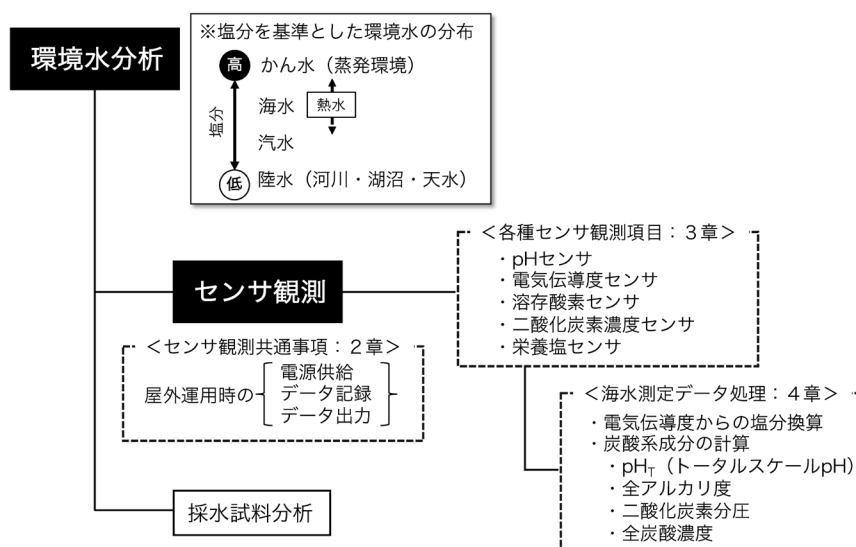 環境水分析
※塩分を基準とした環境水の分布
高 かん水（蒸発環境）
塩分
海水 熱水
汽水
低 陸水（河川・湖沼・天水）
センサ観測
＜各種センサ観測項目：３章＞
・pHセンサ
・電気伝導度センサ
・溶存酸素センサ
・二酸化炭素濃度センサ
・栄養塩センサ
＜センサ観測共通事項：２章＞
屋外運用時の
電源供給
データ記録
データ出力
＜海水測定データ処理：４章＞
・電気伝導度からの塩分換算
・炭酸系成分の計算
・pHT（トータルスケールpH）
・全アルカリ度
・二酸化炭素分圧
・全炭酸濃度
採水試料分析